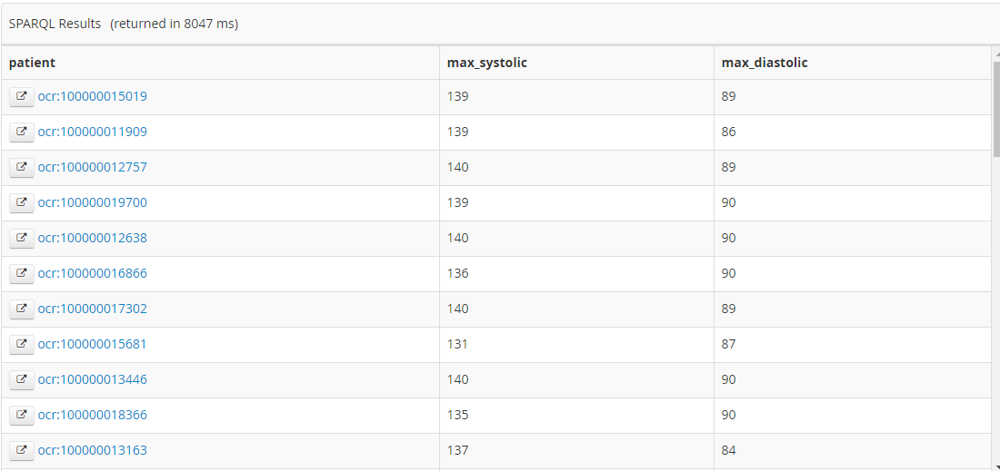 SPARQL Results (returned in 8047 ms)
patient max_systolic max_diastolic
ocr:100000015019 139 89
ocr:100000011909 139 86
ocr:100000012757 140 89
ocr:100000019700 139 90
ocr:100000012638 140 90
ocr:100000016866 136 90
ocr:100000017302 140 89
ocr:100000015681 131 87
ocr:100000013446 140 90
ocr:100000018366 135 90
ocr:100000013163 137 84